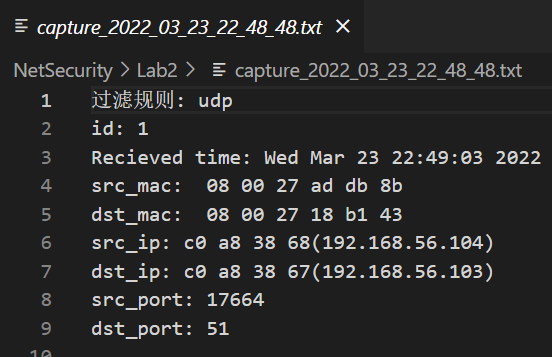 capture_2022_03_23_22_48_48.txt
NetSecurity > Lab2 > capture_2022_03_23_22_48_48.txt
1 过滤规则: udp
2 id: 1
3 Recieved time: Wed Mar 23 22:49:03 2022
4 src_mac:  08 00 27 ad db 8b
5 dst_mac:  08 00 27 18 b1 43
6 src_ip: c0 a8 38 68(192.168.56.104)
7 dst_ip: c0 a8 38 67(192.168.56.103)
8 src_port: 17664
9 dst_port: 51
10